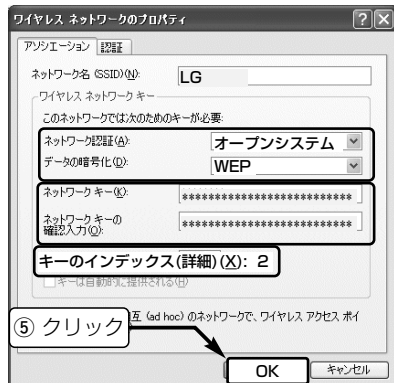 ワイヤレス ネットワークのプロパティ
アソシエーション 認証
ネットワーク名 (SSID)(N): LG
ワイヤレス ネットワーク キー
このネットワークでは次のためのキーが必要:
ネットワーク認証(A): オープンシステム
データの暗号化(D): WEP
ネットワーク キー(K): **************************
ネットワーク キーの
確認入力(O): **************************
キーのインデックス(詳細)(X): 2
キーは自動的に提供される(H)
互 (ad hoc) のネットワークで、ワイヤレス アクセス ポイ
⑤ クリック
OK キャンセル